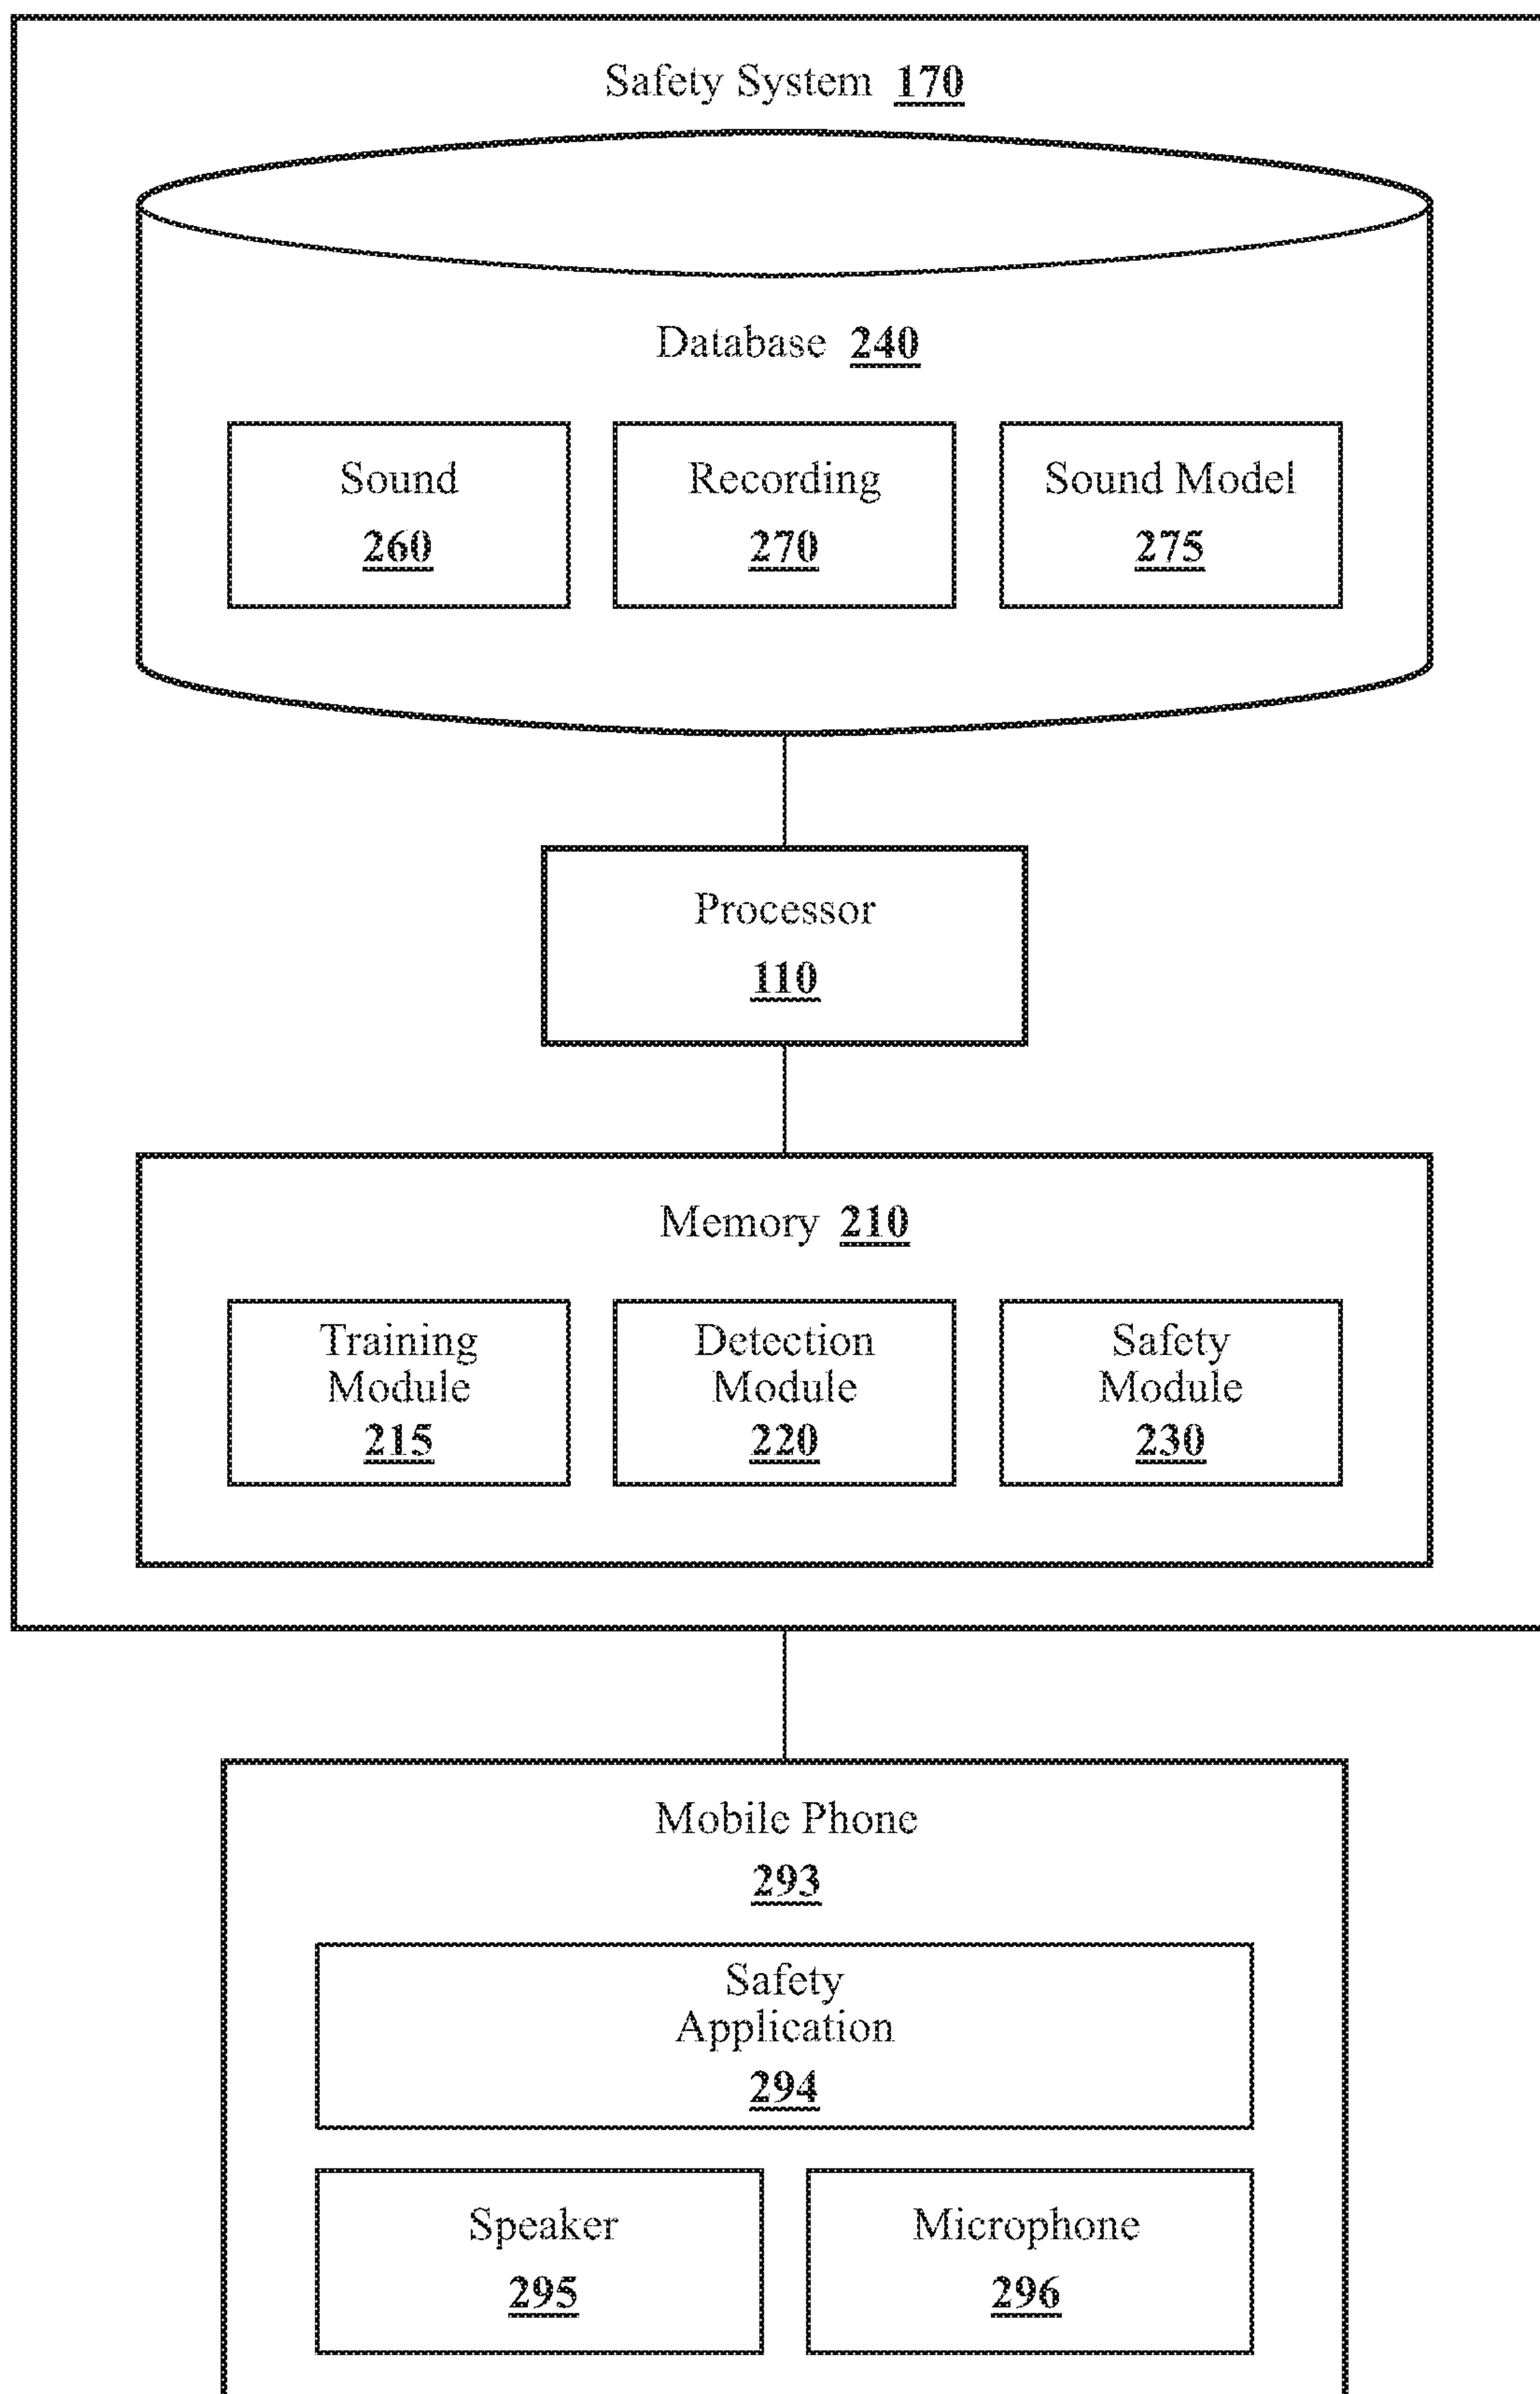 Safety System 170
Database 240
Sound
260
Recording
270
Sound Model
275
Processor
110
Memory 210
Training
Module
215
Detection
Module
220
Safety
Module
230
Mobile Phone
293
Safety
Application
294
Speaker
295
Microphone
296